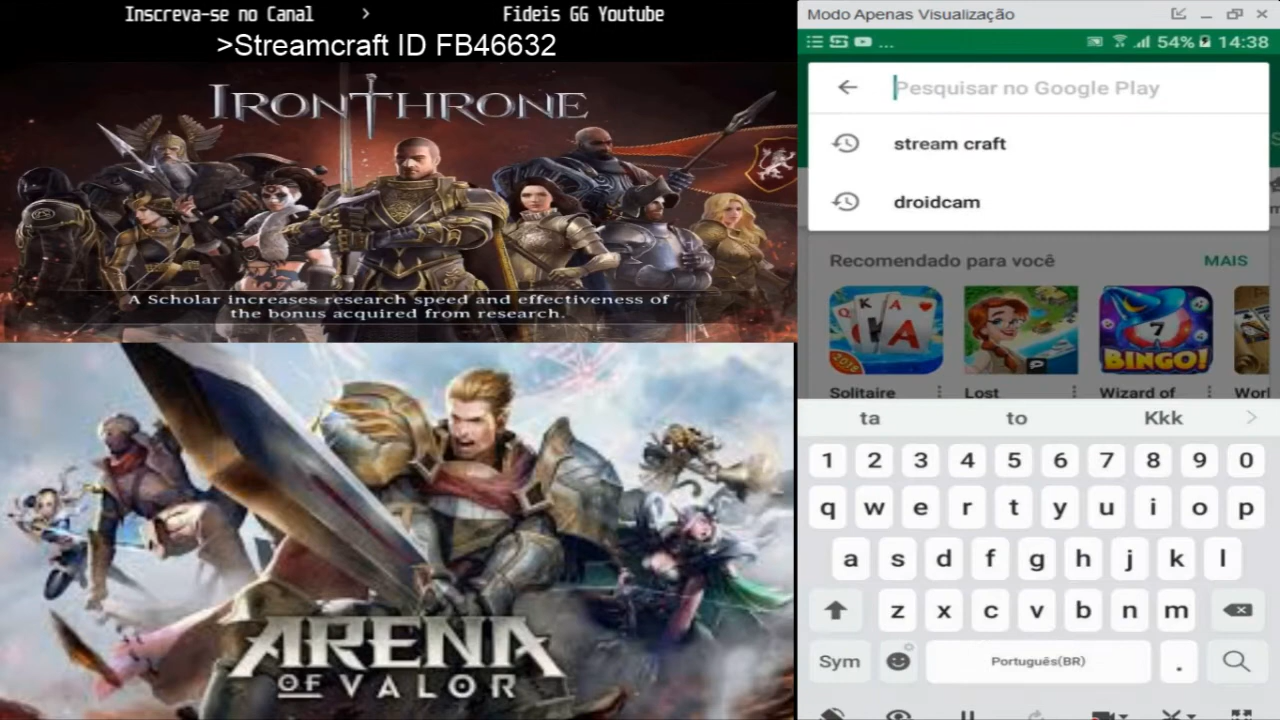 Inscreva-se no Canal > Fideis GG Youtube
>Streamcraft ID FB46632
IRONTHRONE
A Scholar increases research speed and effectiveness of
the bonus acquired from research.
ARENA
OF VALOR
Modo Apenas Visualização
... 54% 14:38
Pesquisar no Google Play
stream craft
droidcam
Recomendado para você MAIS
K A
Q A
2018
7
BINGO!
Solitaire Lost Wizard of
ta to Kkk >
1 2 3 4 5 6 7 8 9 0
q w e r t y u i o p
a s d f g h j k l
z x c v b n m
Sym Português(BR) .